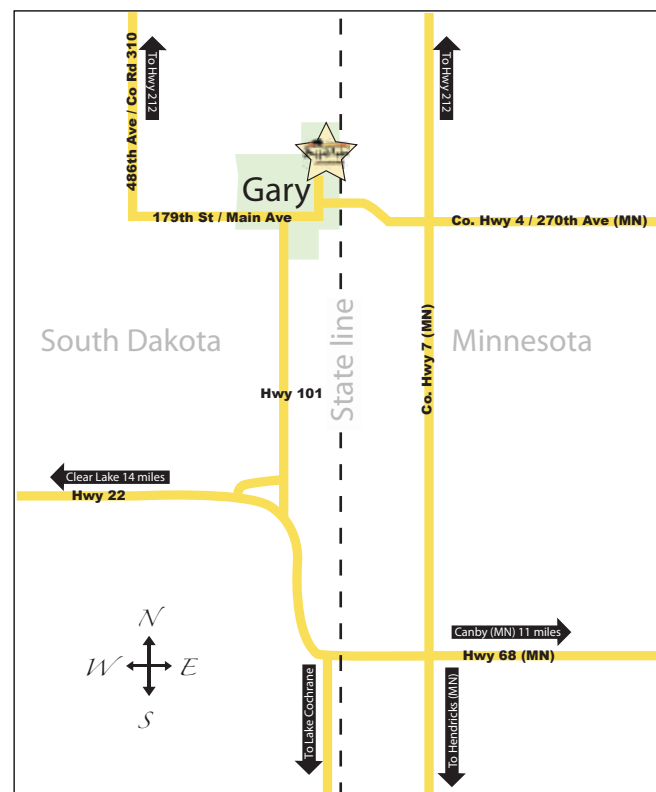 To Hwy 212
486th Ave / Co Rd 310
To Hwy 212
Gary
179th St / Main Ave
Co. Hwy 4 / 270th Ave (MN)
South Dakota
State line
Minnesota
Co. Hwy 7 (MN)
Hwy 101
Clear Lake 14 miles
Hwy 22
N
W
E
S
Canby (MN) 11 miles
Hwy 68 (MN)
To Lake Cochrane
To Hendricks (MN)